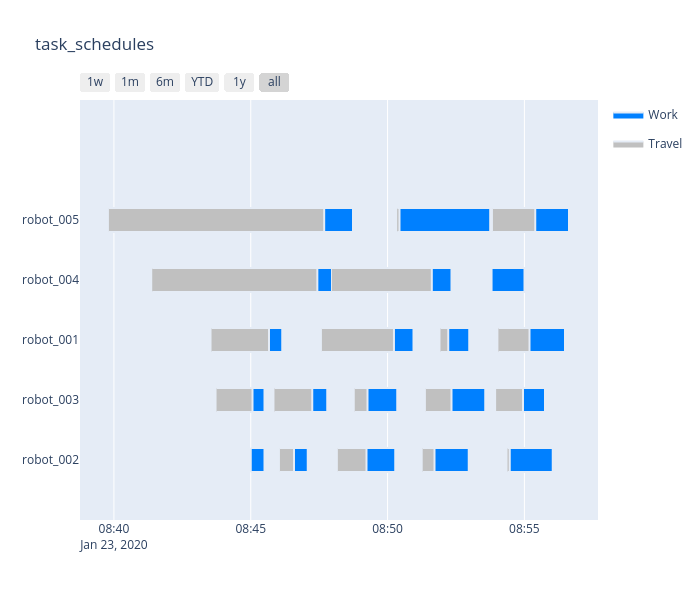 task_schedules
1w 1m 6m YTD 1y all
Work
Travel
robot_005
robot_004
robot_001
robot_003
robot_002
08:40 08:45 08:50 08:55
Jan 23, 2020